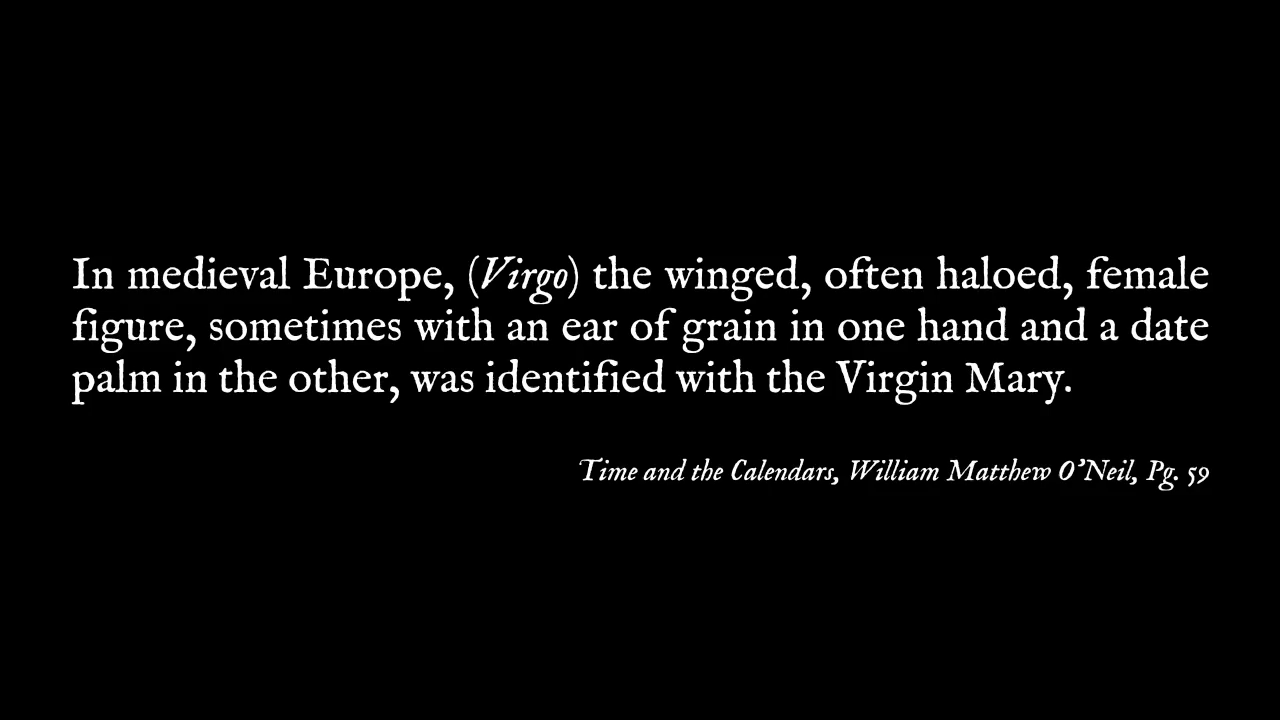 In medieval Europe, (Virgo) the winged, often haloed, female
figure, sometimes with an ear of grain in one hand and a date
palm in the other, was identified with the Virgin Mary.
Time and the Calendars, William Matthew O’Neil, Pg. 59